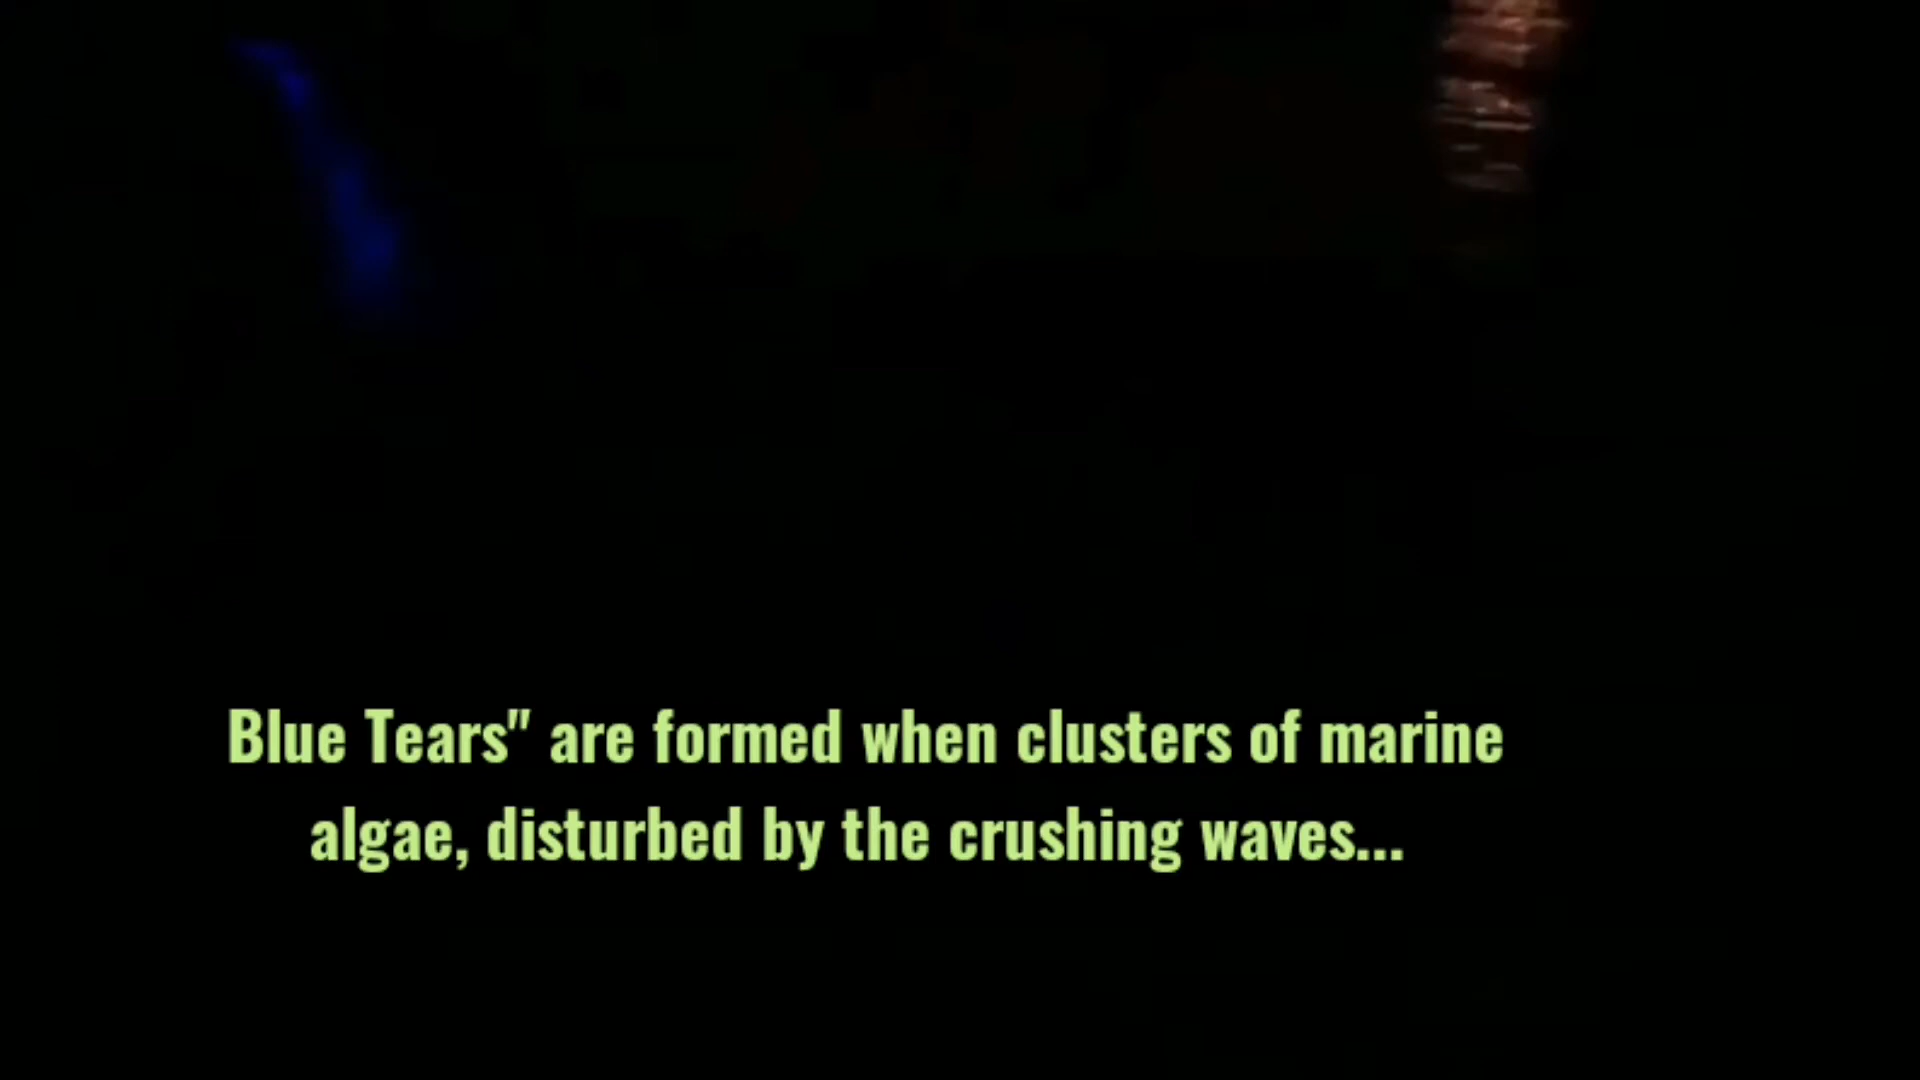 Blue Tears" are formed when clusters of marine
algae, disturbed by the crushing waves...